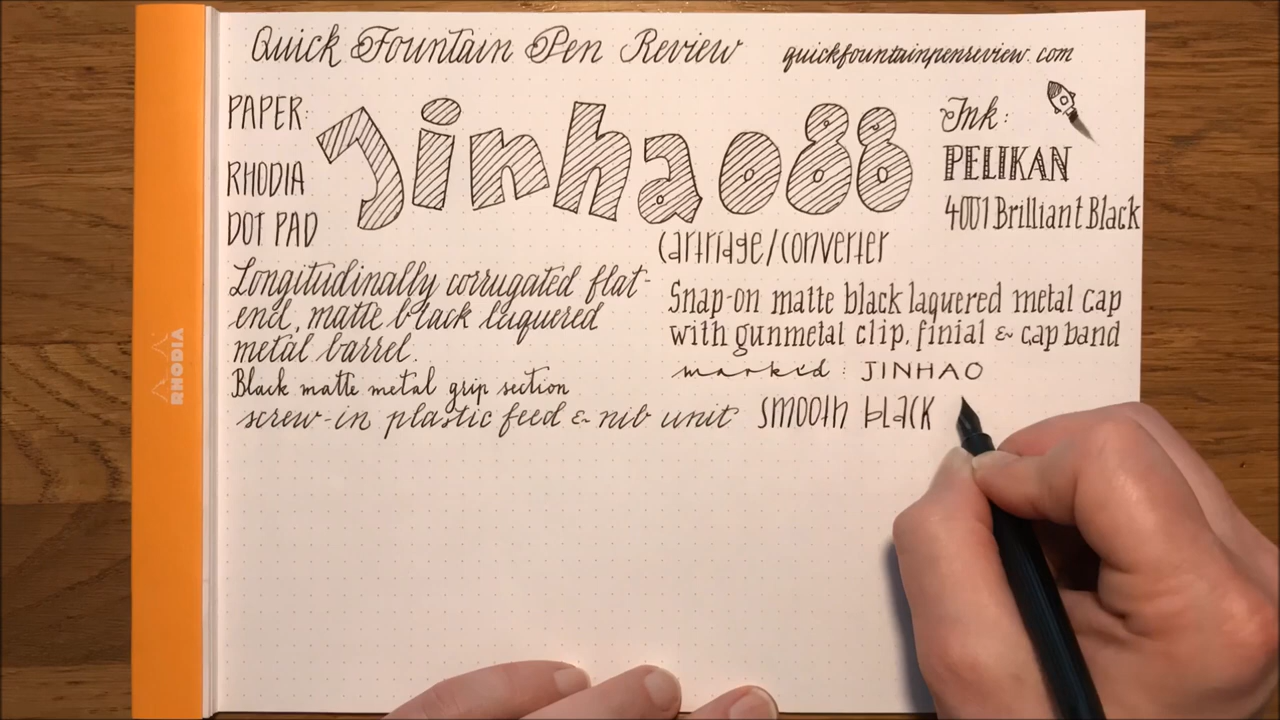 Quick Fountain Pen Review
quickfountainpenreview.com
PAPER:
RHODIA
DOT PAD
Jinhao88
Ink:
PELIKAN
4001 Brilliant Black
Cartridge/converter
Longitudinally corrugated flat-
end, matte black laquered
metal barrel.
Black matte metal grip section
screw-in plastic feed & nib unit
Snap-on matte black laquered metal cap
with gunmetal clip, finial & cap band
marked: JINHAO
smooth black
RHODIA